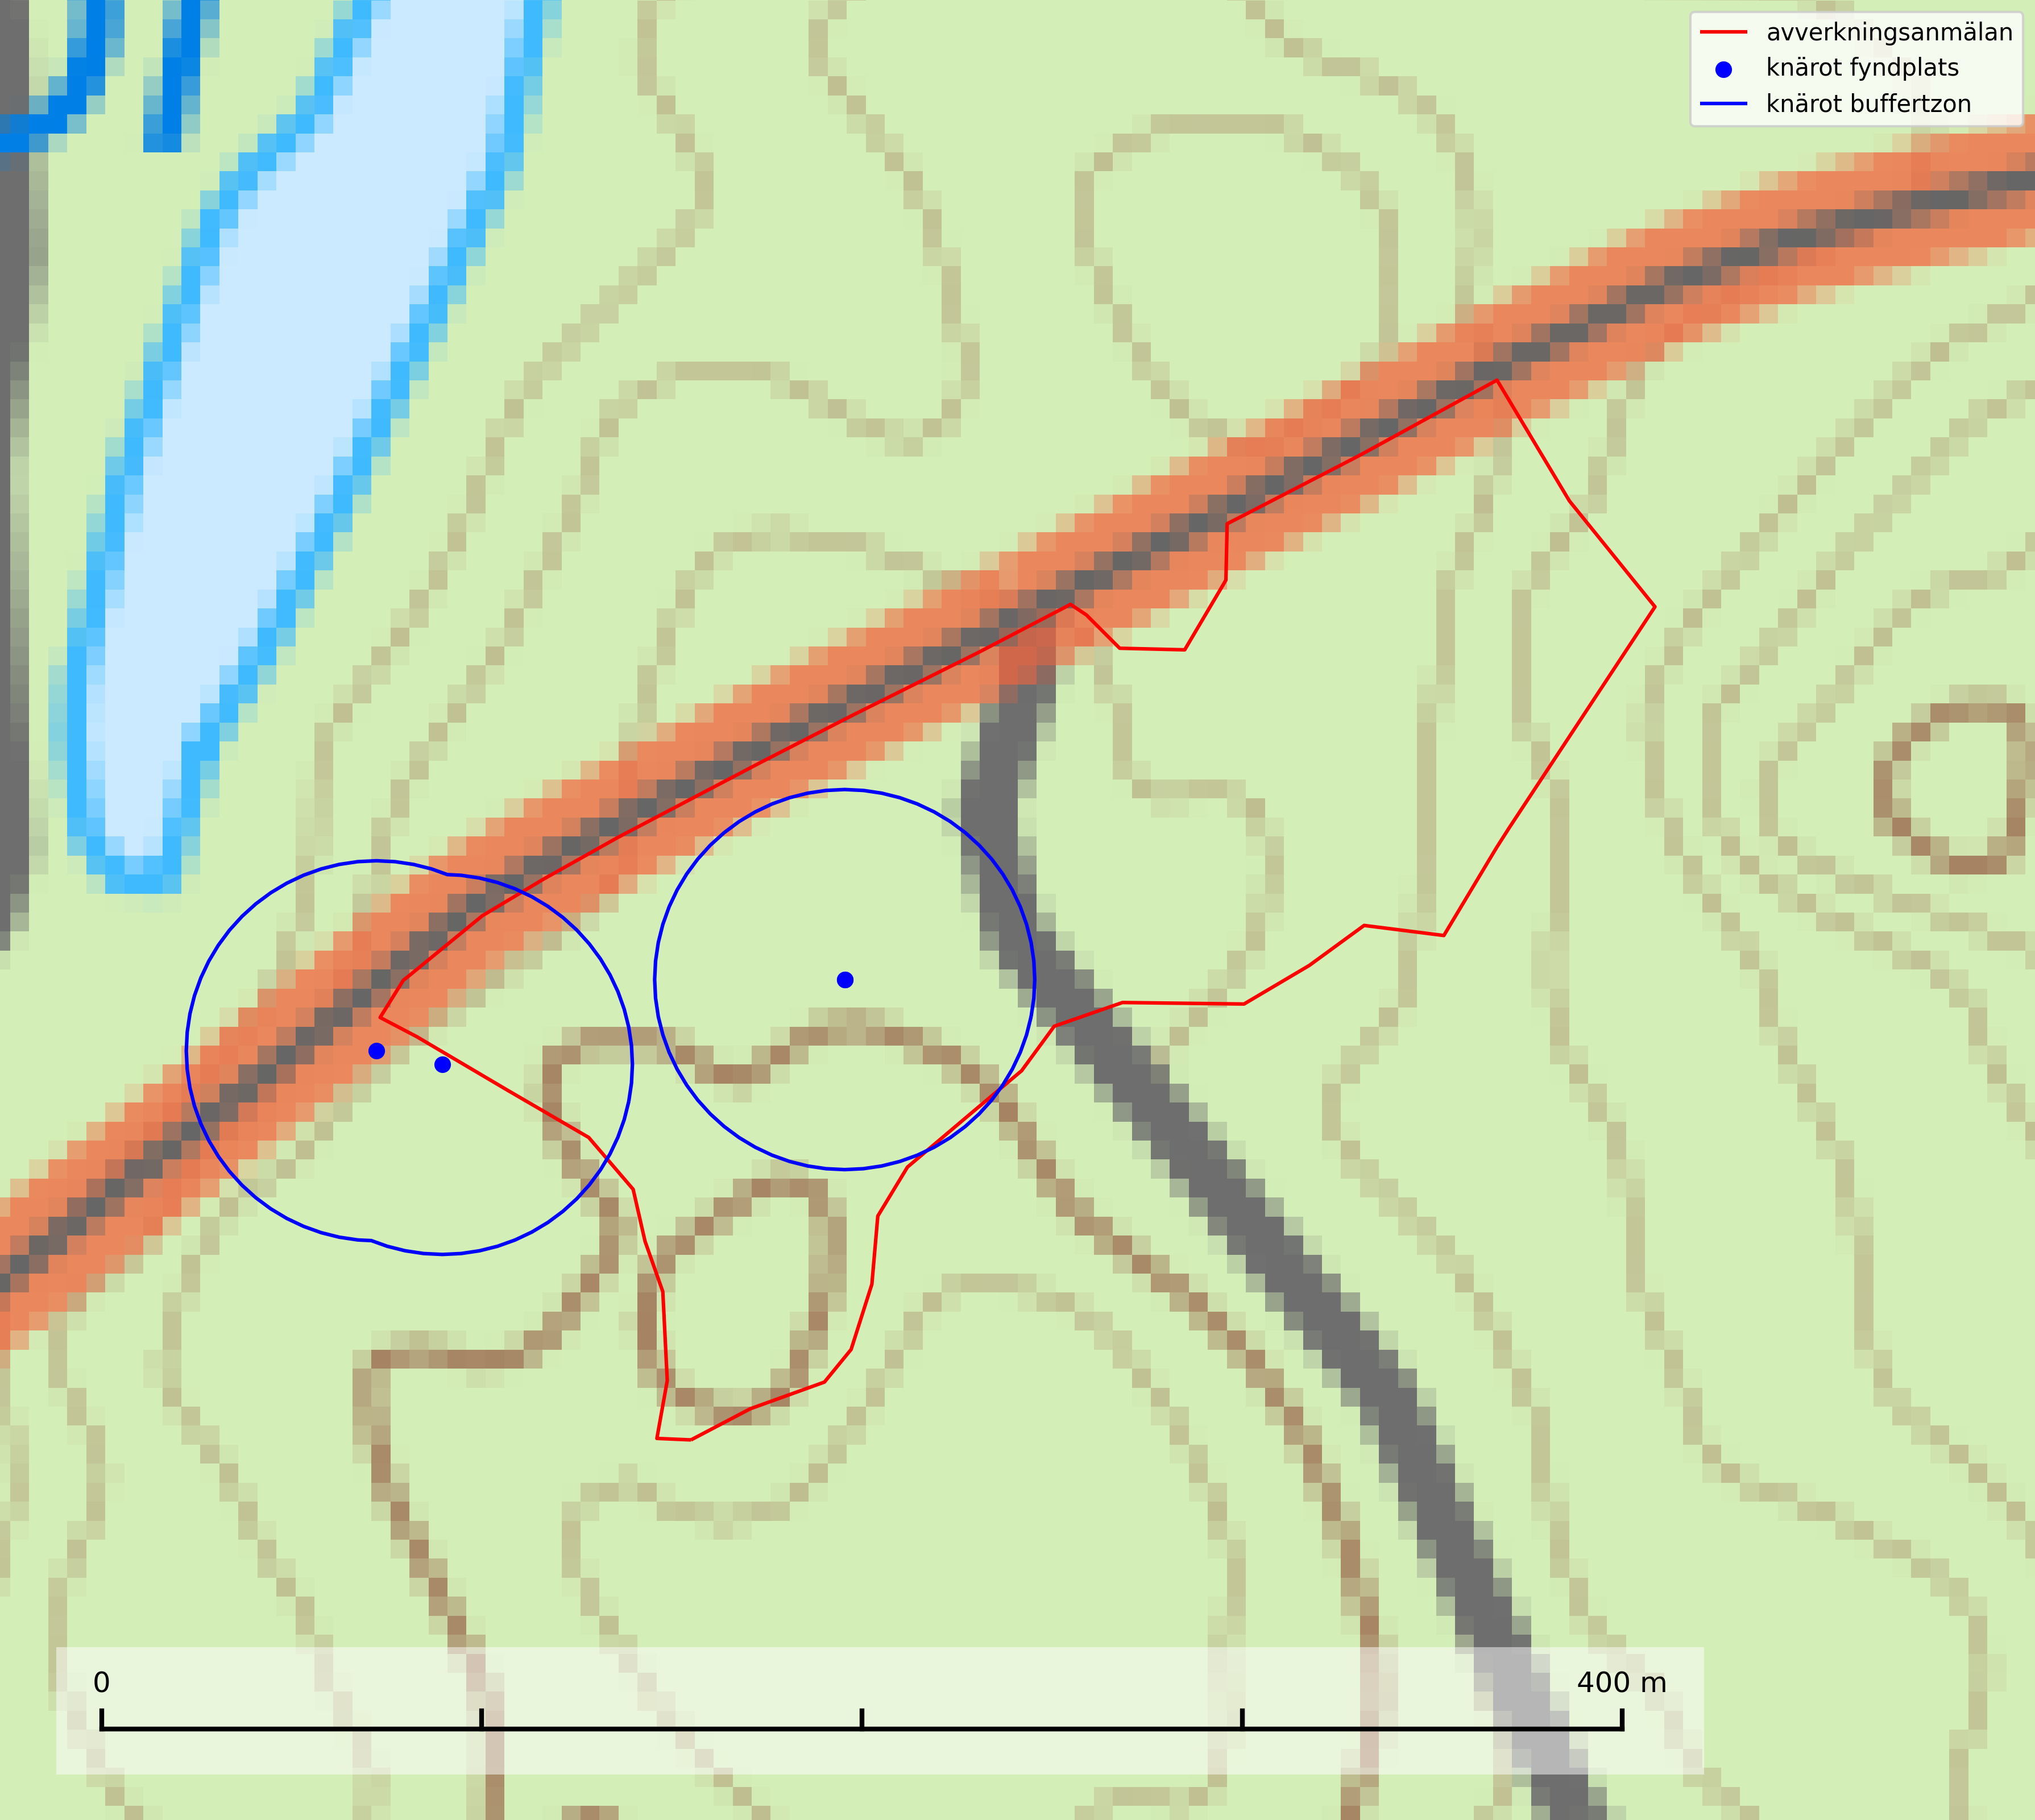 avverkningsanmälan
knärot fyndplats
knärot buffertzon
0
400 m